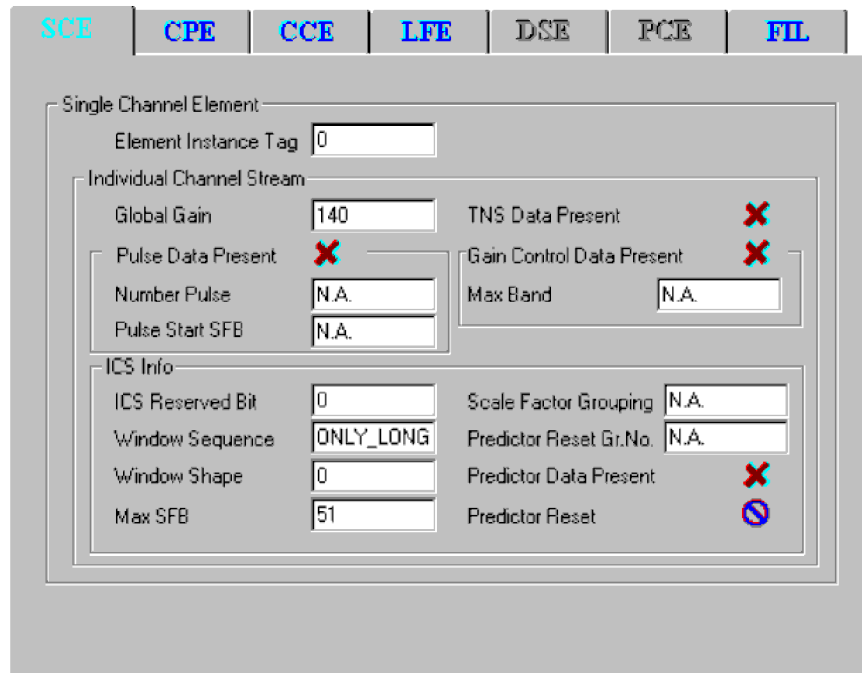 SCE CPE CCE LFE DSE PCE FIL
Single Channel Element
Element Instance Tag 0
Individual Channel Stream
Global Gain 140 TNS Data Present
Pulse Data Present Gain Control Data Present
Number Pulse N.A. Max Band N.A.
Pulse Start SFB N.A.
ICS Info
ICS Reserved Bit 0 Scale Factor Grouping N.A.
Window Sequence ONLY_LONG Predictor Reset Gr.No. N.A.
Window Shape 0 Predictor Data Present
Max SFB 51 Predictor Reset